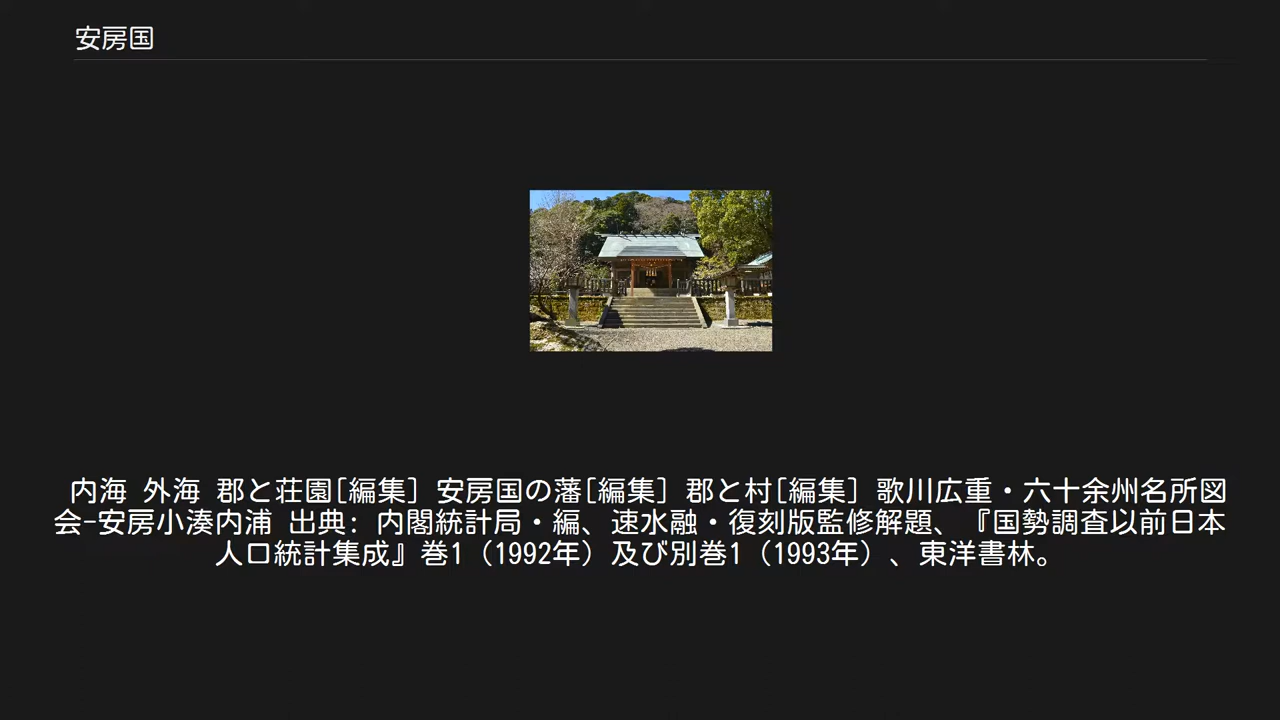 安房国
内海 外海 郡と荘園[編集] 安房国の藩[編集] 郡と村[編集] 歌川広重・六十余州名所図
会-安房小湊内浦 出典: 内閣統計局・編、速水融・復刻版監修解題、『国勢調査以前日本
人口統計集成』巻1（1992年）及び別巻1（1993年）、東洋書林。